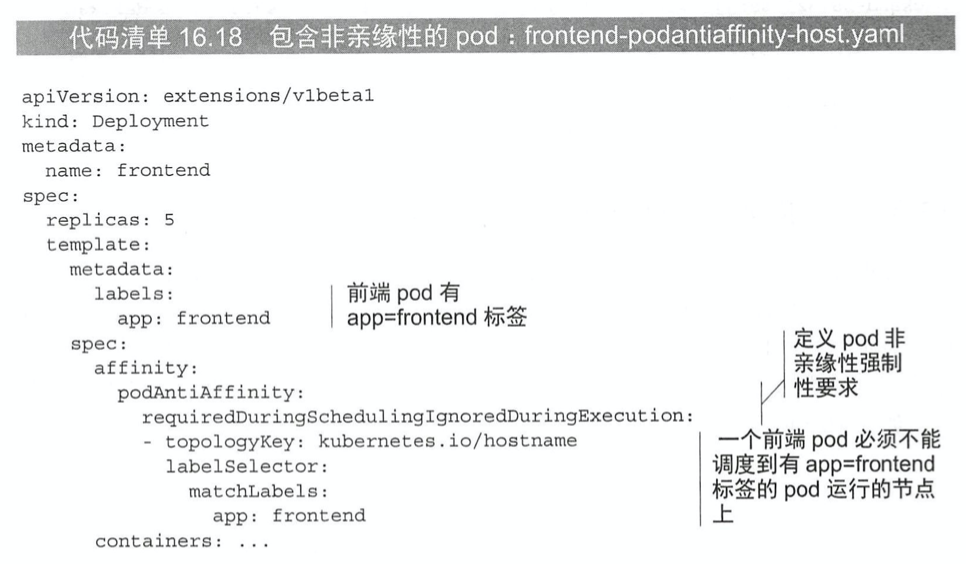 代码清单 16.18 包含非亲缘性的 pod : frontend-podantiaffinity-host.yaml
apiVersion: extensions/v1beta1
kind: Deployment
metadata:
  name: frontend
spec:
  replicas: 5
  template:
    metadata:
      labels:
        app: frontend
前端 pod 有
app=frontend 标签
    spec:
      affinity:
        podAntiAffinity:
          requiredDuringSchedulingIgnoredDuringExecution:
定义 pod 非
亲缘性强制
性要求
          - topologyKey: kubernetes.io/hostname
            labelSelector:
              matchLabels:
                app: frontend
一个前端 pod 必须不能
调度到有 app=frontend
标签的 pod 运行的节点
上
      containers: ...